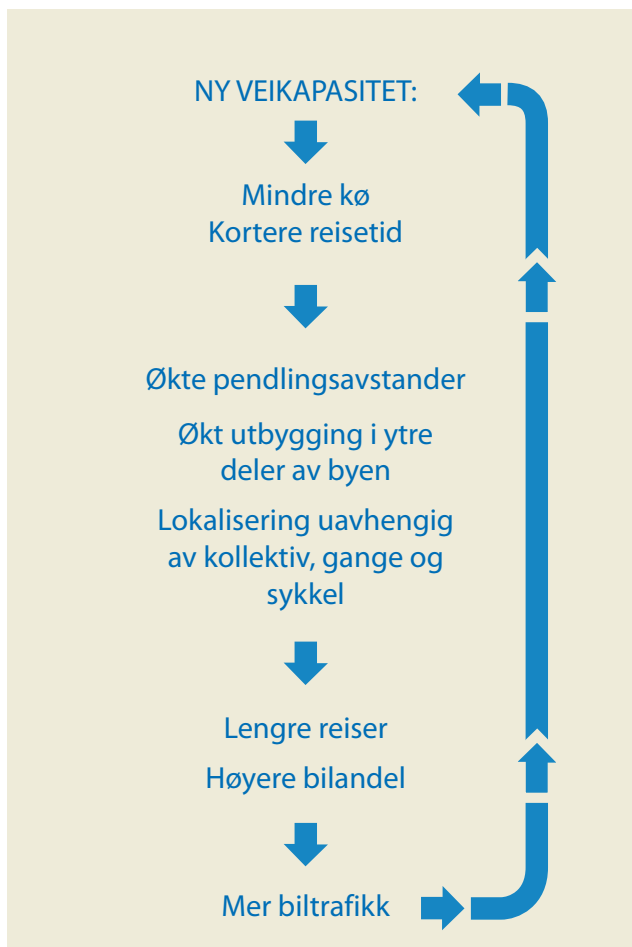 NY VEIKAPASITET:
Mindre kø
Kortere reisetid
Økte pendlingsavstander
Økt utbygging i ytre
deler av byen
Lokalisering uavhengig
av kollektiv, gange og
sykkel
Lengre reiser
Høyere bilandel
Mer biltrafikk